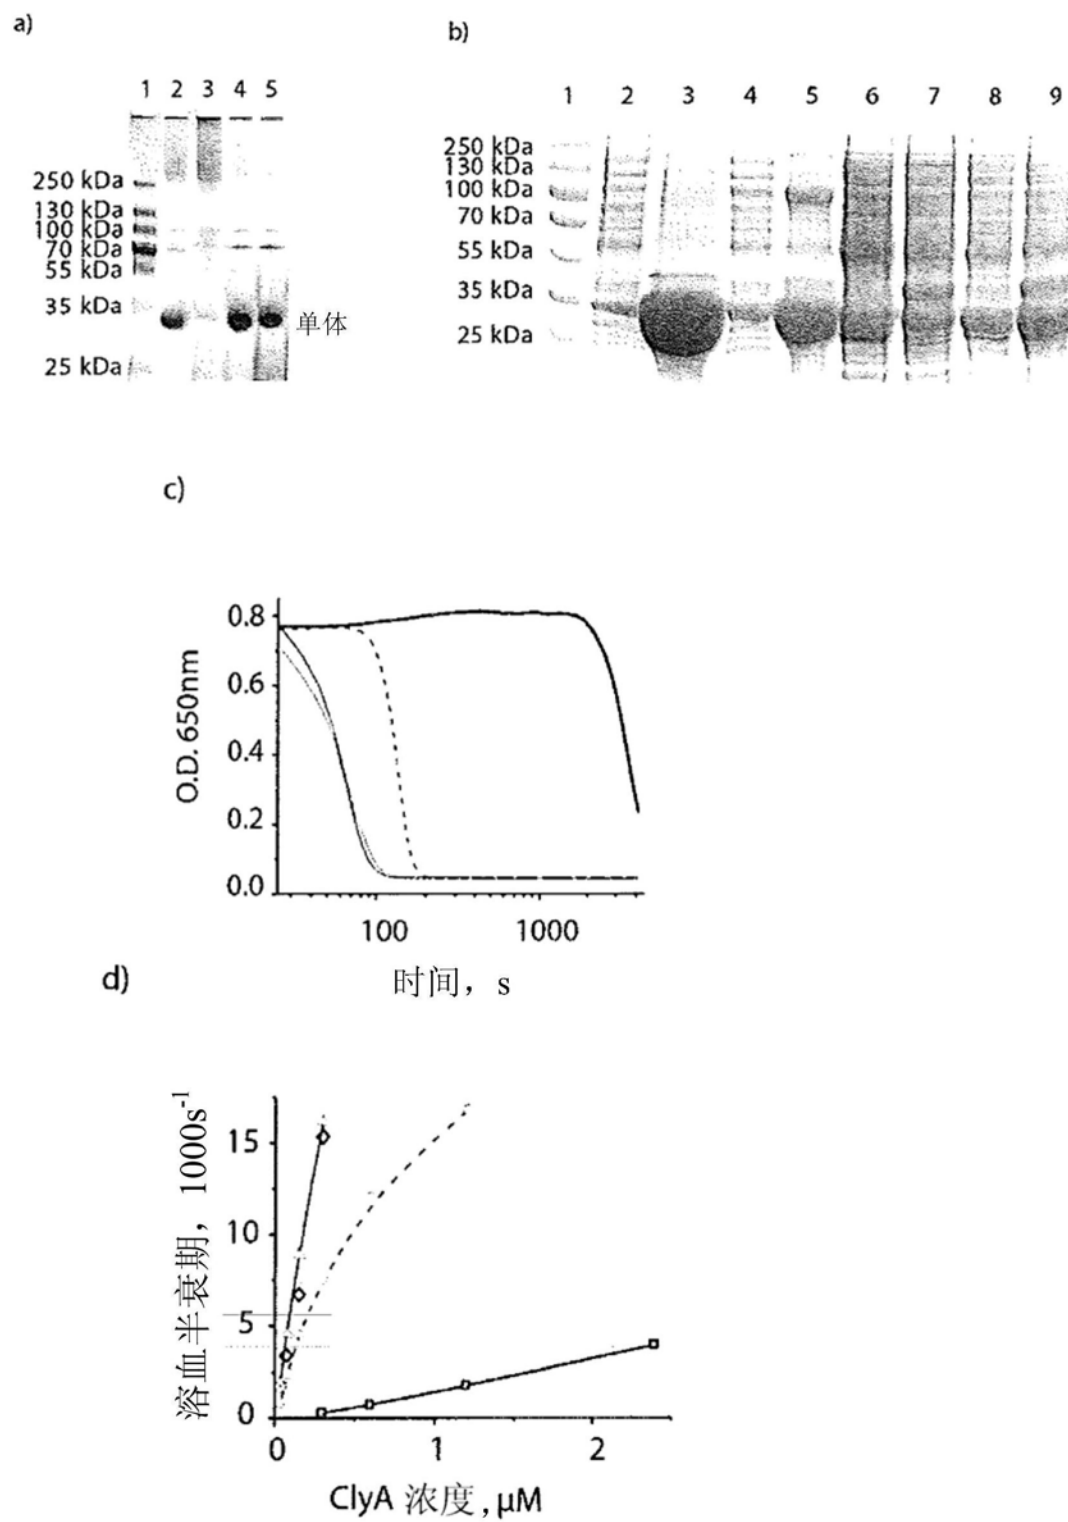 a)
1 2 3 4 5
250 kDa
130 kDa
100 kDa
70 kDa
55 kDa
35 kDa
单体
25 kDa
b)
1 2 3 4 5 6 7 8 9
250 kDa
130 kDa
100 kDa
70 kDa
55 kDa
35 kDa
25 kDa
c)
O.D. 650nm
0.8
0.6
0.4
0.2
0.0
100 1000
时间，s
d)
溶血半衰期，1000s⁻¹
15
10
5
0
0 1 2
ClyA 浓度,μM